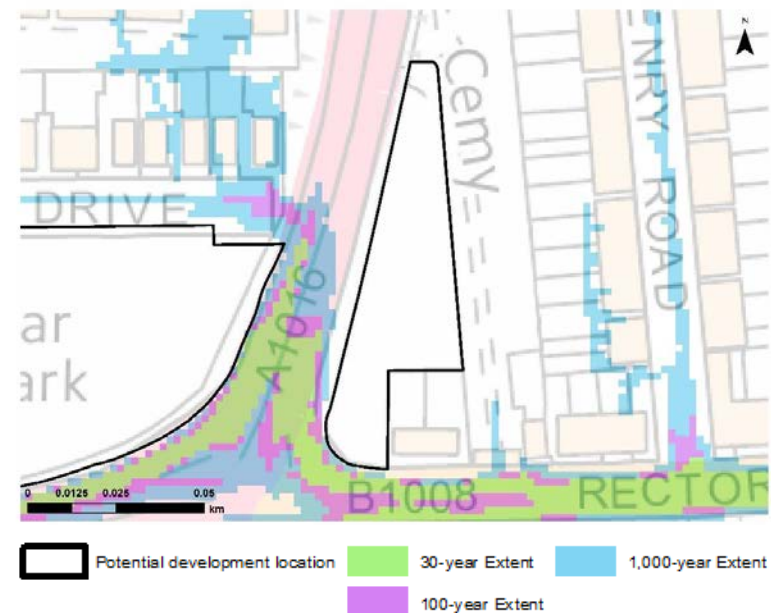 N
Cemy
NRY ROAD
DRIVE
A1016
ar
ark
0 0.0125 0.025 0.05
km
B1008 RECTOR
Potential development location 30-year Extent 1,000-year Extent
100-year Extent